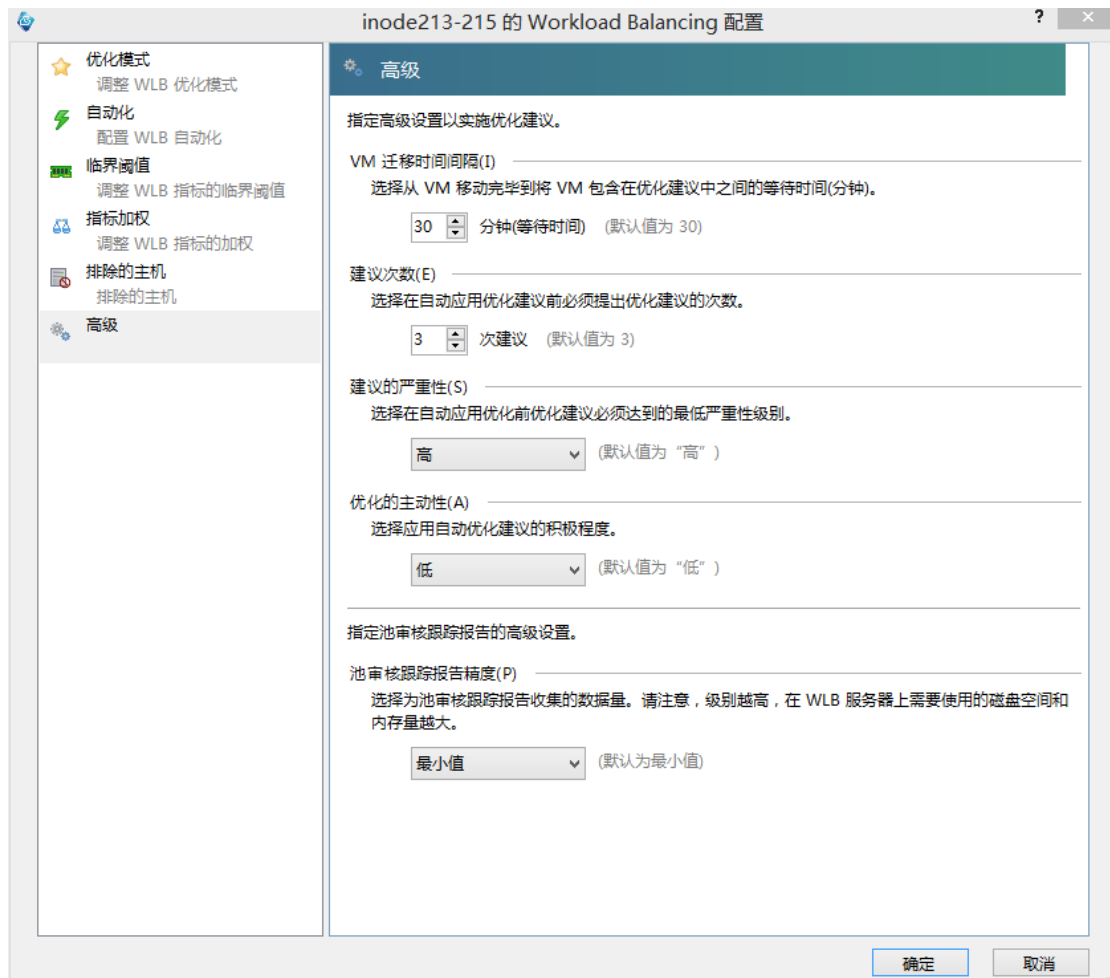 inode213-215 的 Workload Balancing 配置
?
优化模式
调整 WLB 优化模式
自动化
配置 WLB 自动化
临界阈值
调整 WLB 指标的临界阈值
指标加权
调整 WLB 指标的加权
排除的主机
排除的主机
高级
高级
指定高级设置以实施优化建议。
VM 迁移时间间隔(I)
选择从 VM 移动完毕到将 VM 包含在优化建议中之间的等待时间(分钟)。
30 分钟(等待时间) (默认值为 30)
建议次数(E)
选择在自动应用优化建议前必须提出优化建议的次数。
3 次建议 (默认值为 3)
建议的严重性(S)
选择在自动应用优化前优化建议必须达到的最低严重性级别。
高 (默认值为“高”)
优化的主动性(A)
选择应用自动优化建议的积极程度。
低 (默认值为“低”)
指定池审核跟踪报告的高级设置。
池审核跟踪报告精度(P)
选择为池审核跟踪报告收集的数据量。请注意，级别越高，在 WLB 服务器上需要使用的磁盘空间和
内存量越大。
最小值 (默认为最小值)
确定 取消